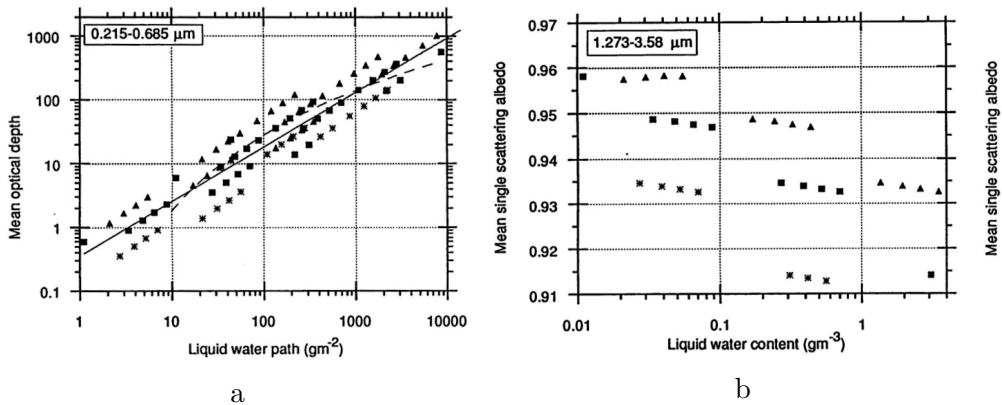 0.215-0.685 μm
1000
100
10
1
0.1
Mean optical depth
1 10 100 1000 10000
Liquid water path (gm-2)
a
1.273-3.58 μm
0.97
0.96
0.95
0.94
0.93
0.92
0.91
Mean single scattering albedo
0.01 0.1 1
Liquid water content (gm-3)
b
Mean single scattering albedo